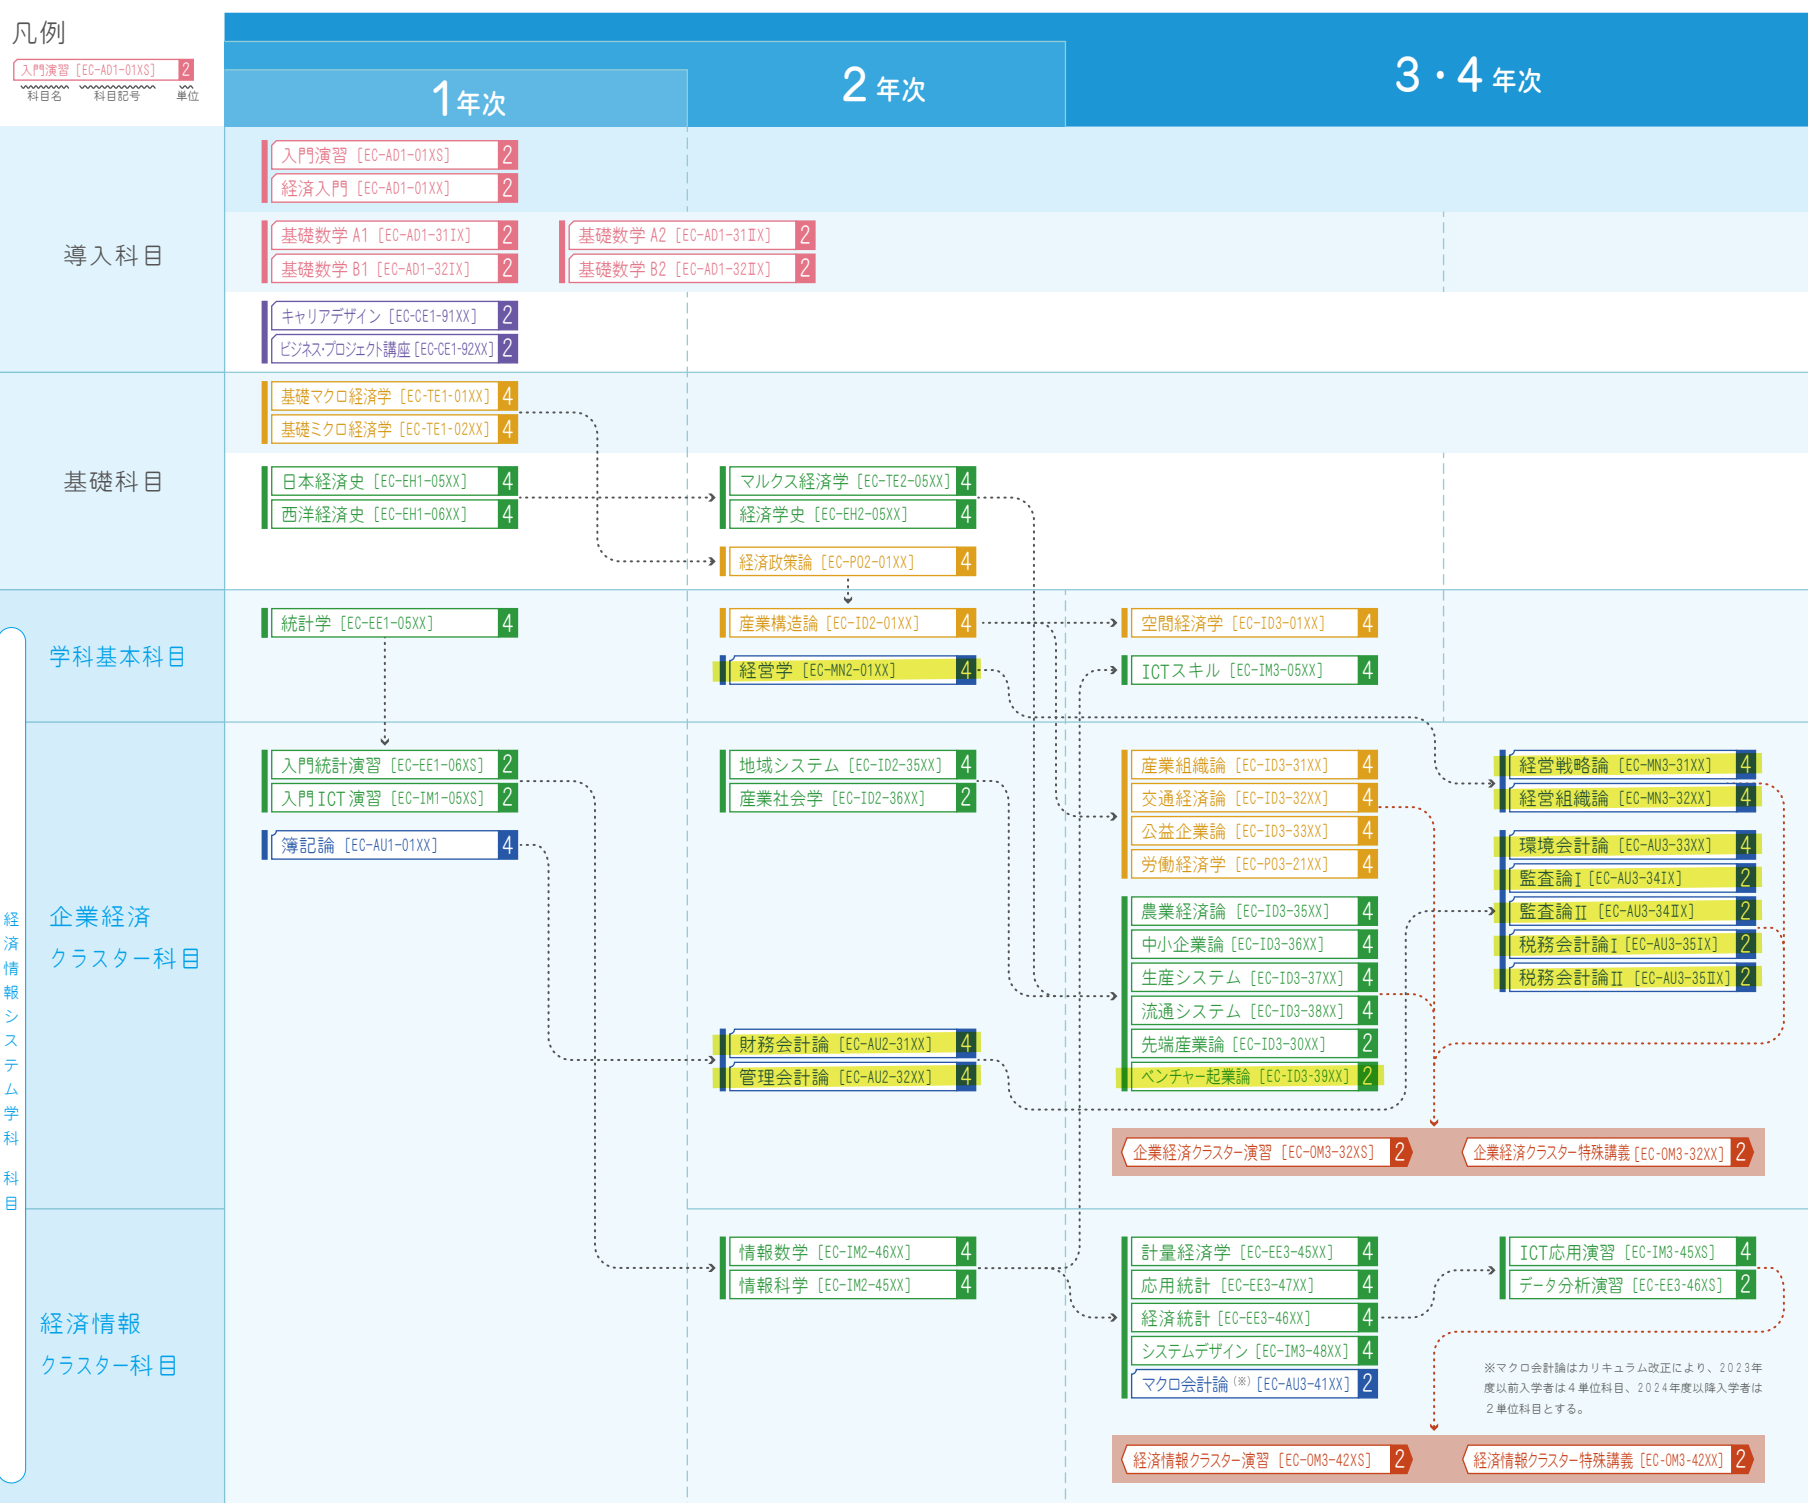 凡例
入門演習 [EC-AD1-01XS] 2
科目名 科目記号 単位
1年次
2年次
3・4年次
導入科目
入門演習 [EC-AD1-01XS] 2
経済入門 [EC-AD1-01XX] 2
基礎数学 A1 [EC-AD1-31IX] 2
基礎数学 B1 [EC-AD1-32IX] 2
基礎数学 A2 [EC-AD1-31ⅡX] 2
基礎数学 B2 [EC-AD1-32ⅡX] 2
キャリアデザイン [EC-CE1-91XX] 2
ビジネス・プロジェクト講座 [EC-CE1-92XX] 2
基礎科目
基礎マクロ経済学 [EC-TE1-01XX] 4
基礎ミクロ経済学 [EC-TE1-02XX] 4
日本経済史 [EC-EH1-05XX] 4
西洋経済史 [EC-EH1-06XX] 4
マルクス経済学 [EC-TE2-05XX] 4
経済学史 [EC-EH2-05XX] 4
経済政策論 [EC-PO2-01XX] 4
経済情報システム学科 科目
学科基本科目
統計学 [EC-EE1-05XX] 4
産業構造論 [EC-ID2-01XX] 4
経営学 [EC-MN2-01XX] 4
空間経済学 [EC-ID3-01XX] 4
ICTスキル [EC-IM3-05XX] 4
企業経済
クラスター科目
入門統計演習 [EC-EE1-06XS] 2
入門ICT演習 [EC-IM1-05XS] 2
簿記論 [EC-AU1-01XX] 4
地域システム [EC-ID2-35XX] 4
産業社会学 [EC-ID2-36XX] 2
財務会計論 [EC-AU2-31XX] 4
管理会計論 [EC-AU2-32XX] 4
産業組織論 [EC-ID3-31XX] 4
交通経済論 [EC-ID3-32XX] 4
公益企業論 [EC-ID3-33XX] 4
労働経済学 [EC-PO3-21XX] 4
農業経済論 [EC-ID3-35XX] 4
中小企業論 [EC-ID3-36XX] 4
生産システム [EC-ID3-37XX] 4
流通システム [EC-ID3-38XX] 4
先端産業論 [EC-ID3-30XX] 2
ベンチャー起業論 [EC-ID3-39XX] 2
経営戦略論 [EC-MN3-31XX] 4
経営組織論 [EC-MN3-32XX] 4
環境会計論 [EC-AU3-33XX] 4
監査論Ⅰ [EC-AU3-34IX] 2
監査論Ⅱ [EC-AU3-34ⅡX] 2
税務会計論Ⅰ [EC-AU3-35IX] 2
税務会計論Ⅱ [EC-AU3-35ⅡX] 2
企業経済クラスター演習 [EC-OM3-32XS] 2
企業経済クラスター特殊講義 [EC-OM3-32XX] 2
経済情報
クラスター科目
情報数学 [EC-IM2-46XX] 4
情報科学 [EC-IM2-45XX] 4
計量経済学 [EC-EE3-45XX] 4
応用統計 [EC-EE3-47XX] 4
経済統計 [EC-EE3-46XX] 4
システムデザイン [EC-IM3-48XX] 4
マクロ会計論(※) [EC-AU3-41XX] 2
ICT応用演習 [EC-IM3-45XS] 4
データ分析演習 [EC-EE3-46XS] 2
※マクロ会計論はカリキュラム改正により、2023年
度以前入学者は4単位科目、2024年度以降入学者は
2単位科目とする。
経済情報クラスター演習 [EC-OM3-42XS] 2
経済情報クラスター特殊講義 [EC-OM3-42XX] 2